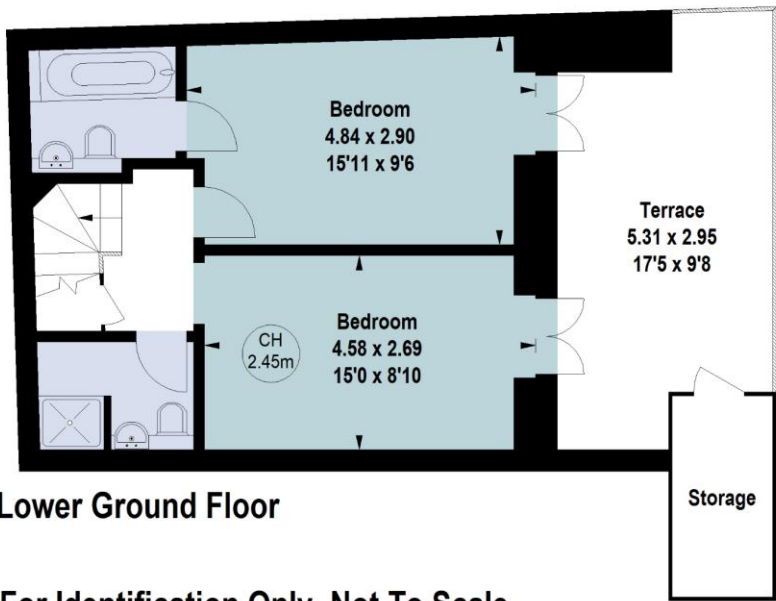 Bedroom
4.84 x 2.90
15'11 x 9'6
Terrace
5.31 x 2.95
17'5 x 9'8
CH
2.45m
Bedroom
4.58 x 2.69
15'0 x 8'10
Storage
Lower Ground Floor
For Identification Only. Not To Scale